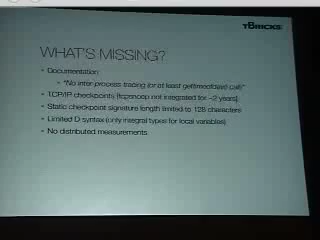 TBRICKS
WHAT'S MISSING?
• Documentation
• "No inter-process tracing (or at least gettimeofday) call)"
• TCP/IP checkpoints [tcpsnoop not integrated for ~2 years]
• Static checkpoint signature length limited to 128 characters
• Limited D syntax (only integral types for local variables)
• No distributed measurements